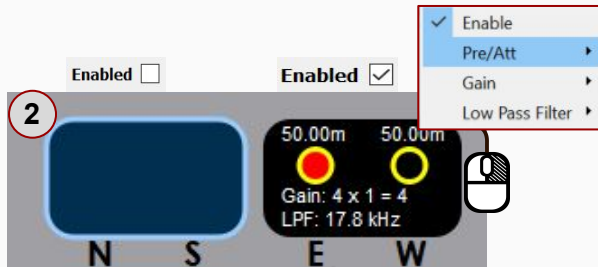 Enable
Pre/Att
Gain
Low Pass Filter
Enabled
Enabled
2
50.00m 50.00m
Gain: 4 x 1 = 4
LPF: 17.8 kHz
N S E W